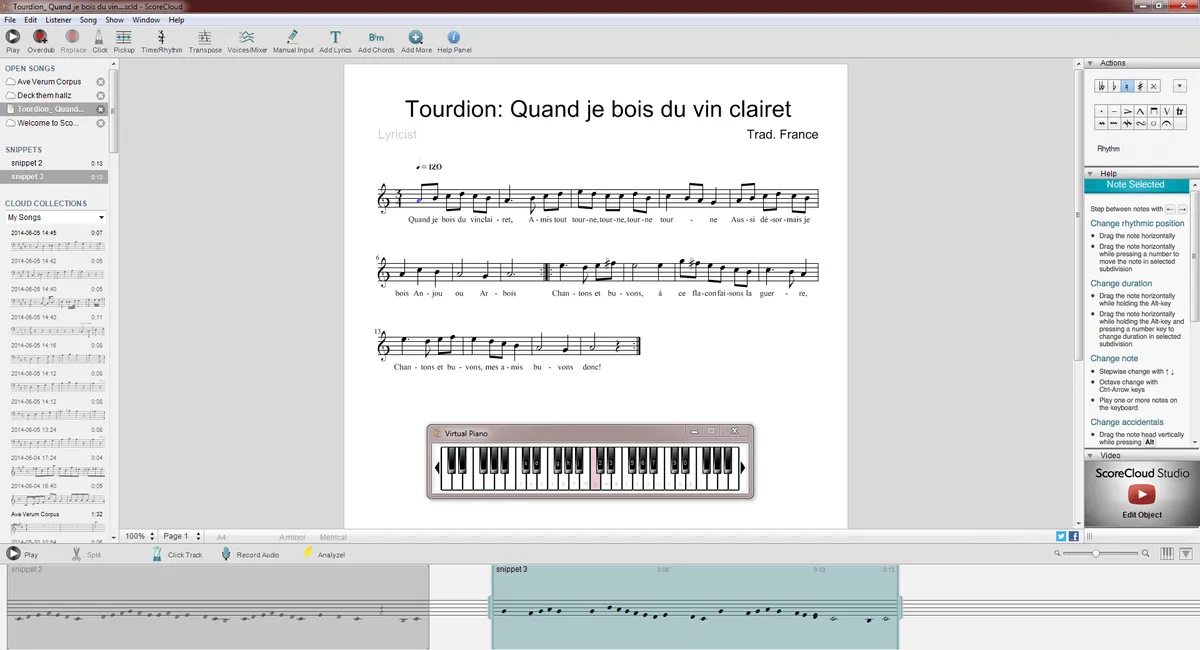 Tourdion_ Quand je bois du vin....scld - ScoreCloud
File Edit Listener Song Show Window Help
Play Overdub Replace Click Pickup Time/Rhythm Transpose Voices/Mixer Manual Input Add Lyrics Add Chords Add More Help Panel
T B♭m i
OPEN SONGS
Ave Verum Corpus
Deck them hallz
Tourdion_ Quand...
Welcome to Sco...
SNIPPETS
snippet 2 0:13
snippet 3 0:13
CLOUD COLLECTIONS
My Songs
2014-06-05 14:45 0:07
2014-06-05 14:42 0:05
2014-06-05 14:40 0:05
2014-06-05 14:40 0:11
2014-06-05 14:16 0:08
2014-06-05 14:12 0:08
2014-06-05 14:12 0:08
2014-06-05 13:24 0:08
2014-06-04 17:24 0:04
2014-06-04 16:40 0:05
Ave Verum Corpus 1:32
Tourdion: Quand je bois du vin clairet
Lyricist Trad. France
= 120
3
4
Quand je bois du vinclai - ret, A - mis tout tour-ne,tour-ne,tour-ne tour - ne Aus - si dé -sor-mais je
6
bois An - jou ou Ar - bois Chan - tons et bu - vons, à ce fla-con fai-sons la guer - re,
13
Chan - tons et bu - vons, mes a - mis bu - vons donc!
Virtual Piano
100% Page 1 A4 A minor Metrical
Actions
tr
Rhythm
Help
Note Selected
Step between notes with ← →
Change rhythmic position
• Drag the note horizontally
• Drag the note horizontally
while pressing a number to
move the note in selected
subdivision
Change duration
• Drag the note horizontally
while holding the Alt-key
• Drag the note horizontally
while holding the Alt-key and
pressing a number key to
change duration in selected
subdivision
Change note
• Stepwise change with ↑ ↓
• Octave change with
Ctrl-Arrow keys
• Play one or more notes on
the keyboard
Change accidentals
• Drag the note head vertically
while pressing Alt
Video
ScoreCloud Studio
Edit Object
Play Split Click Track Record Audio Analyze!
snippet 2
snippet 3 0:05 0:10 0:13